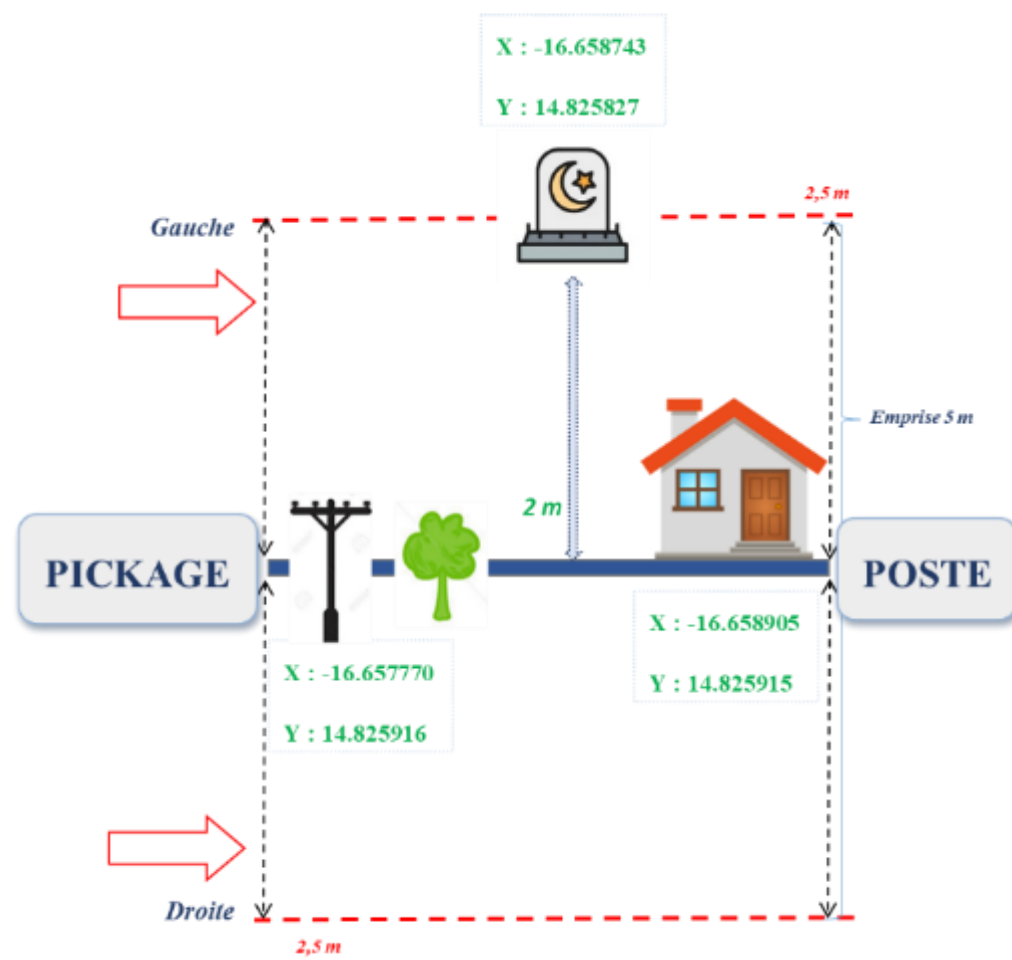 X : -16.658743
Y : 14.825827
2,5 m
Gauche
Emprise 5 m
2 m
PICKAGE
POSTE
X : -16.658905
Y : 14.825915
X : -16.657770
Y : 14.825916
Droite
2,5 m